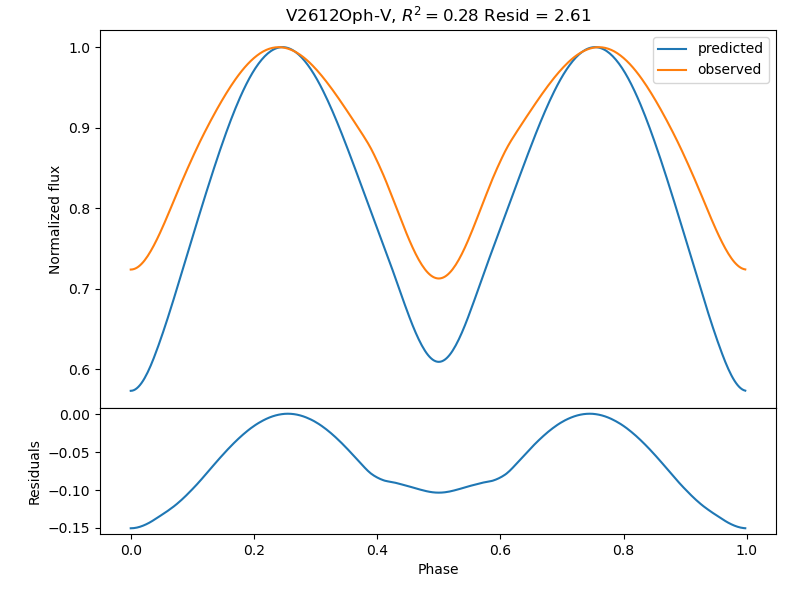 V2612Oph-V, R² = 0.28 Resid = 2.61
predicted
observed
Normalized flux
1.0
0.9
0.8
0.7
0.6
Residuals
0.00
−0.05
−0.10
−0.15
0.0 0.2 0.4 0.6 0.8 1.0
Phase